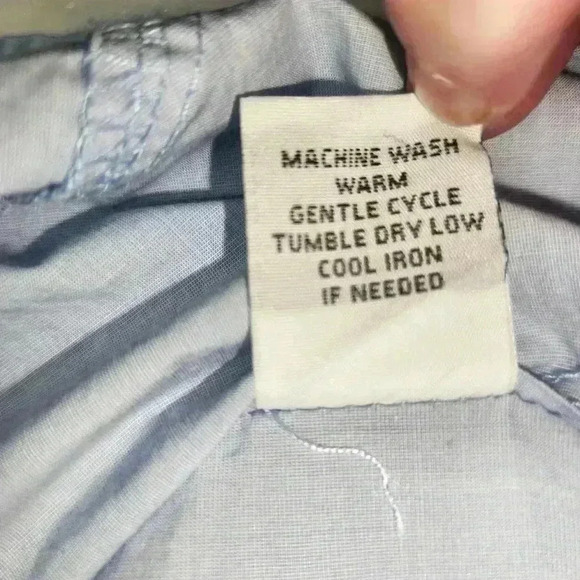 MACHINE WASH
WARM
GENTLE CYCLE
TUMBLE DRY LOW
COOL IRON
IF NEEDED